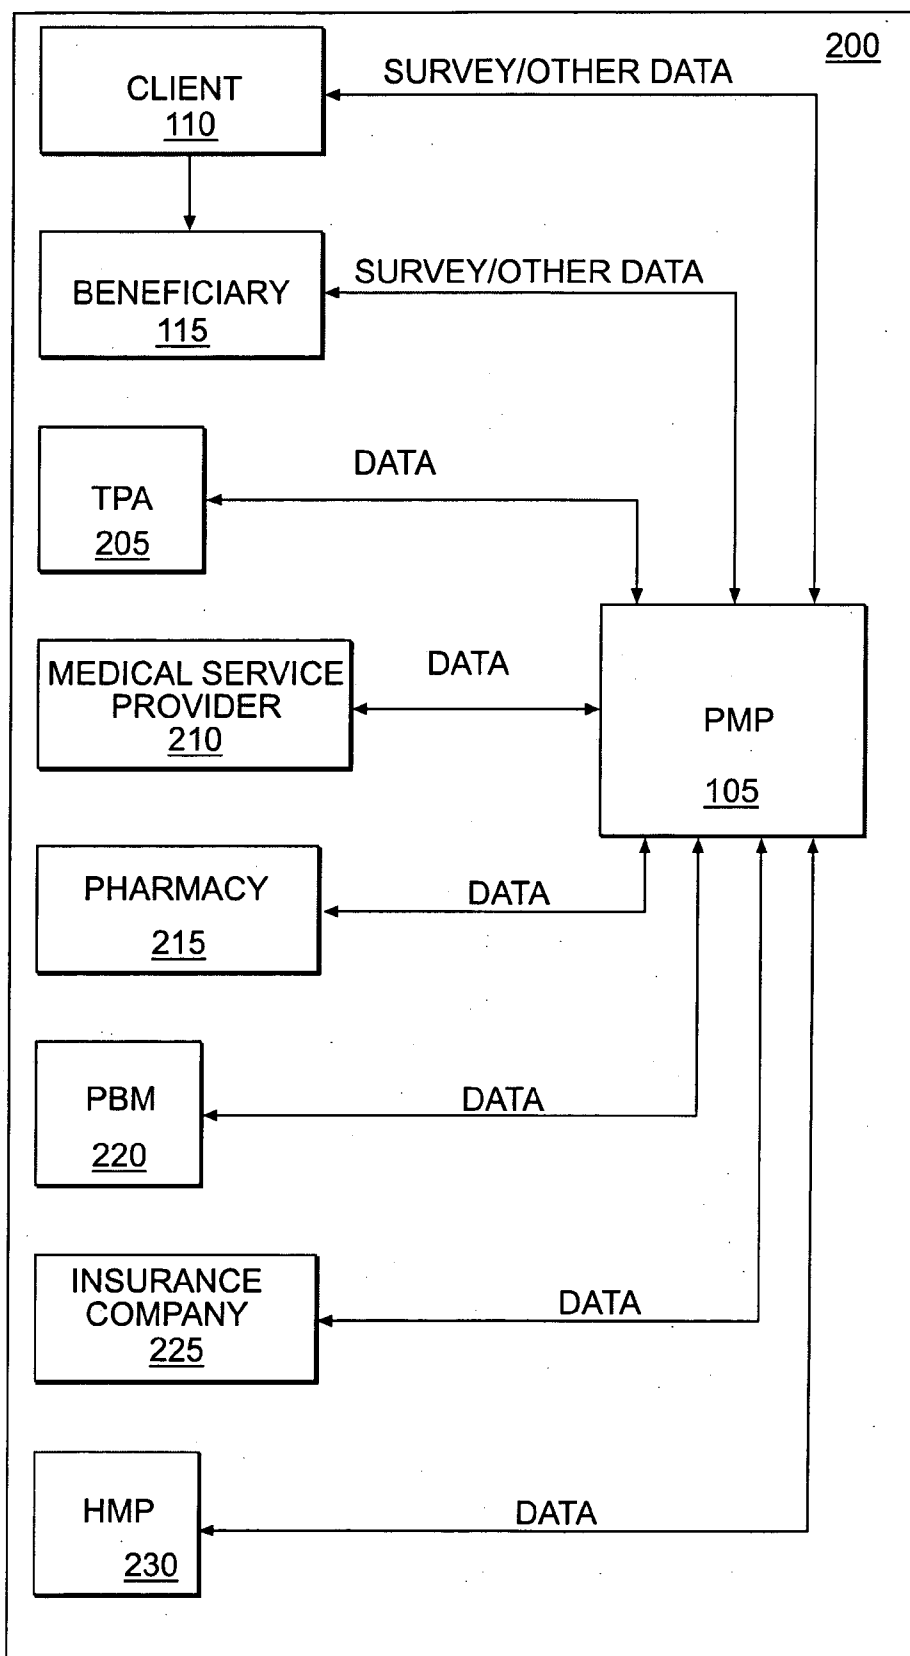 200
SURVEY/OTHER DATA
CLIENT
110
SURVEY/OTHER DATA
BENEFICIARY
115
DATA
TPA
205
DATA
MEDICAL SERVICE
PROVIDER
210
PMP
105
PHARMACY
DATA
215
PBM
DATA
220
INSURANCE
COMPANY
DATA
225
HMP
DATA
230